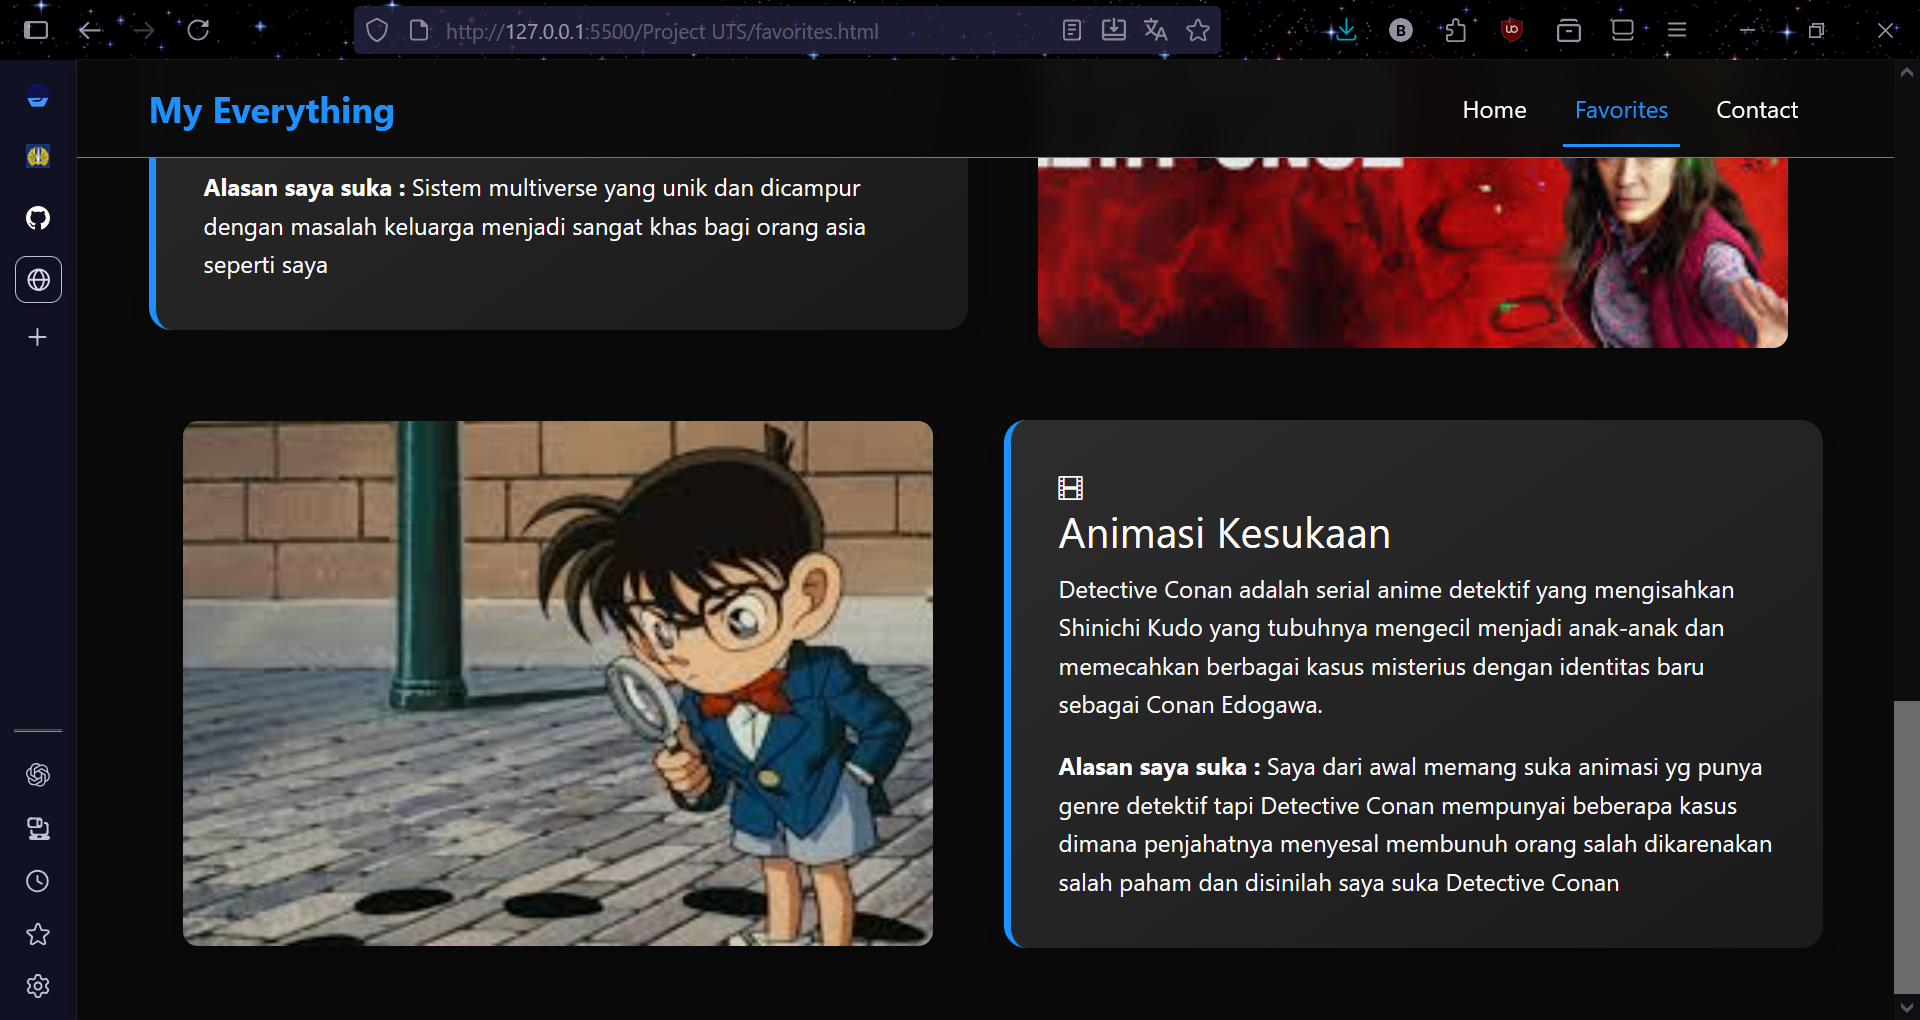 http://127.0.0.1:5500/Project UTS/favorites.html
My Everything
Home
Favorites
Contact
Alasan saya suka : Sistem multiverse yang unik dan dicampur
dengan masalah keluarga menjadi sangat khas bagi orang asia
seperti saya
Animasi Kesukaan
Detective Conan adalah serial anime detektif yang mengisahkan
Shinichi Kudo yang tubuhnya mengecil menjadi anak-anak dan
memecahkan berbagai kasus misterius dengan identitas baru
sebagai Conan Edogawa.
Alasan saya suka : Saya dari awal memang suka animasi yg punya
genre detektif tapi Detective Conan mempunyai beberapa kasus
dimana penjahatnya menyesal membunuh orang salah dikarenakan
salah paham dan disinilah saya suka Detective Conan